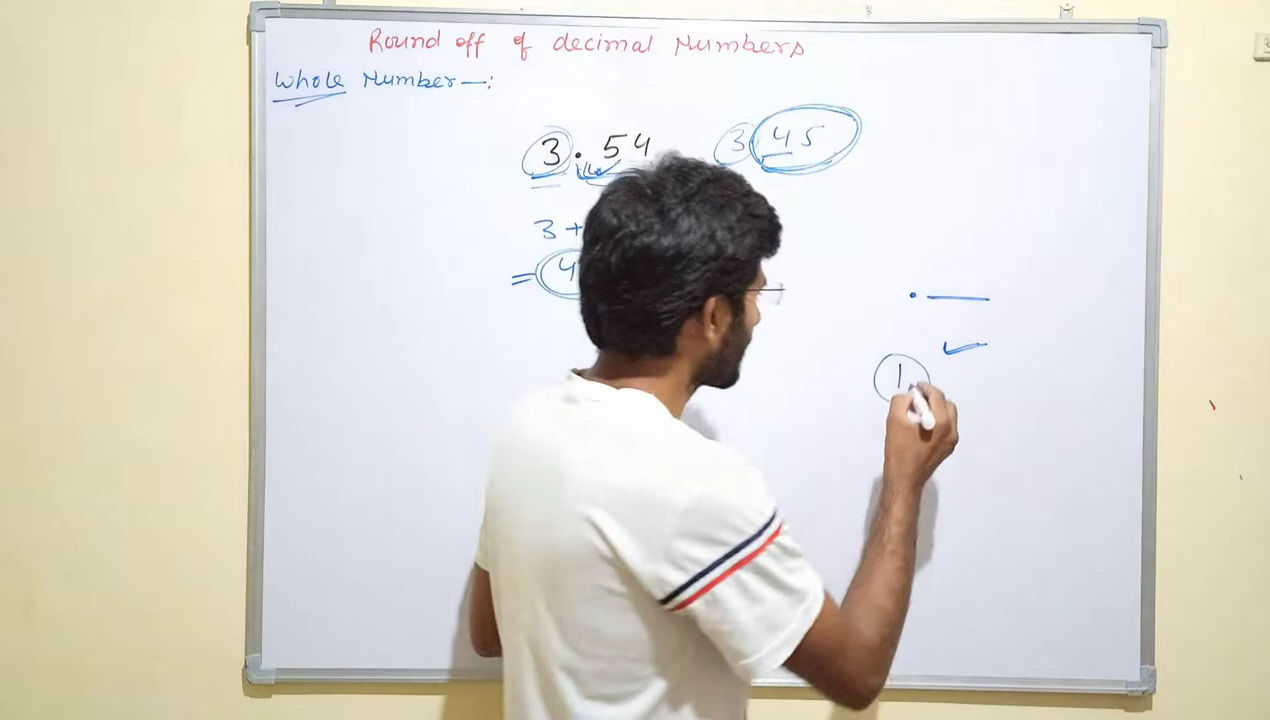 Round off of decimal Numbers
Whole Number —:
3.54 3.45
3+
=4
1